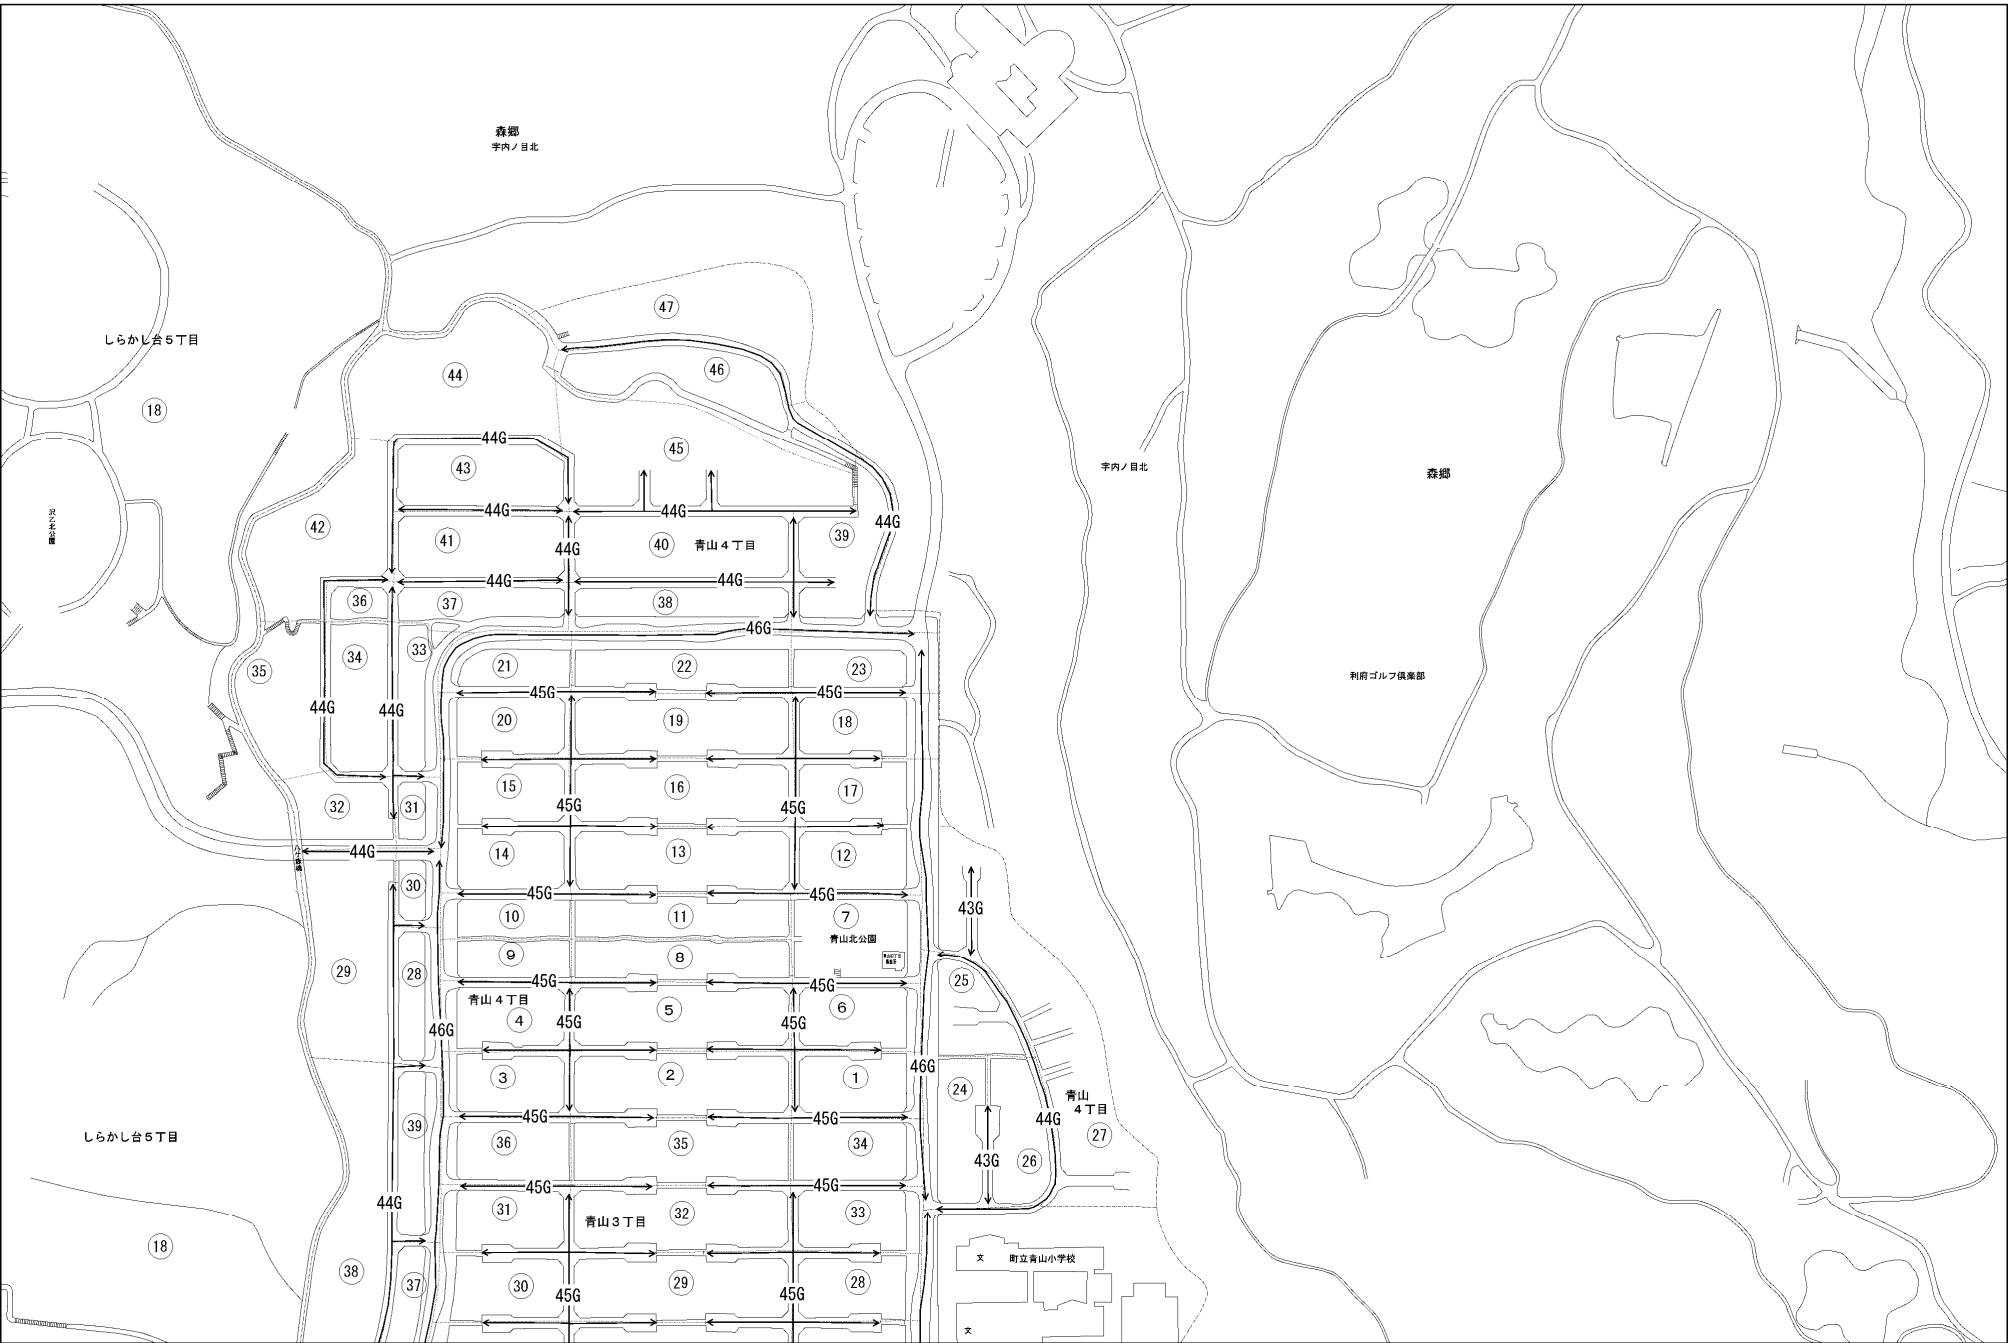 森郷
字内ノ目北
47
しらかし台５丁目
44
46
18
44G
45
43
字内ノ目北
森郷
44G
44G
44G
42
沢乙北公園
41
44G
40
青山４丁目
39
44G
44G
36
37
38
46G
33
34
35
21
22
23
利府ゴルフ倶楽部
45G
45G
44G
44G
20
19
18
15
16
17
32
31
45G
45G
44G
14
13
12
30
45G
45G
43G
10
11
7
青山北公園
9
8
29
28
45G
45G
25
青山４丁目
4
5
6
46G
45G
45G
3
2
1
46G
24
青山
４丁目
44G
27
39
45G
45G
しらかし台５丁目
36
35
34
43G
26
45G
45G
44G
31
32
33
青山３丁目
18
文
町立青山小学校
38
37
30
29
28
45G
45G
文